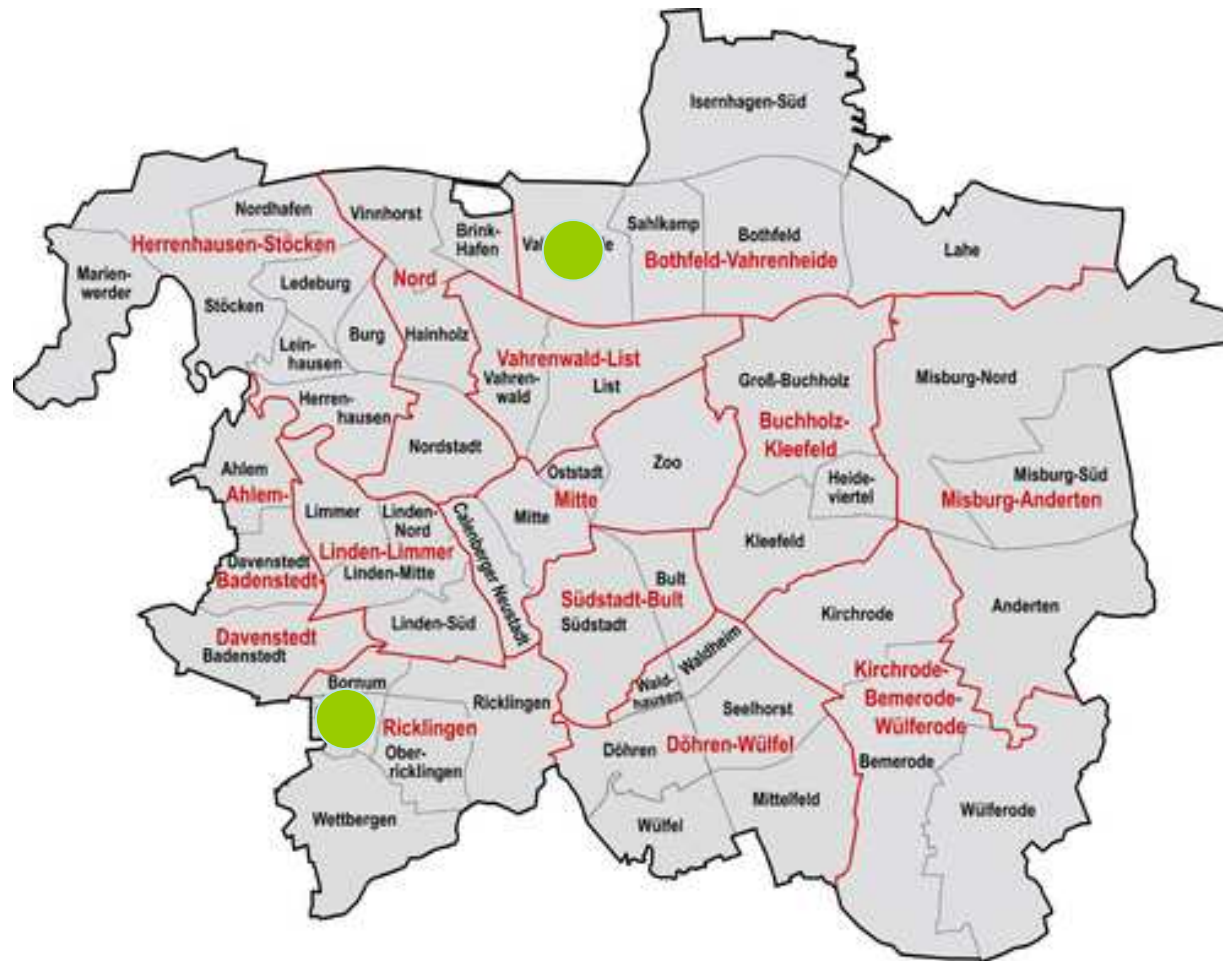 Isernhagen-Süd
Nordhafen
Vinnhorst
Brink-
Hafen
Sahlkamp
Bothfeld
Lahe
Herrenhausen-Stöcken
Bothfeld-Vahrenheide
Marien-
werder
Ledeburg
Nord
Stöcken
Burg
Hainholz
Lein-
hausen
Vahrenwald-List
Vahren-
wald
List
Groß-Buchholz
Misburg-Nord
Herren-
hausen
Buchholz-
Kleefeld
Nordstadt
Zoo
Oststadt
Ahlem
Ahlem-
Heide-
viertel
Misburg-Süd
Misburg-Anderten
Mitte
Mitte
Limmer
Linden-
Nord
Calenberger Neustadt
Kleefeld
Linden-Limmer
Linden-Mitte
Davenstedt
Badenstedt-
Bult
Südstadt-Bult
Südstadt
Kirchrode
Anderten
Linden-Süd
Davenstedt
Badenstedt
Waldheim
Wald-
hausen
Kirchrode-
Bemerode-
Wülferode
Bornum
Ricklingen
Ricklingen
Seelhorst
Döhren
Döhren-Wülfel
Ober-
ricklingen
Bemerode
Mittelfeld
Wettbergen
Wülfel
Wülferode